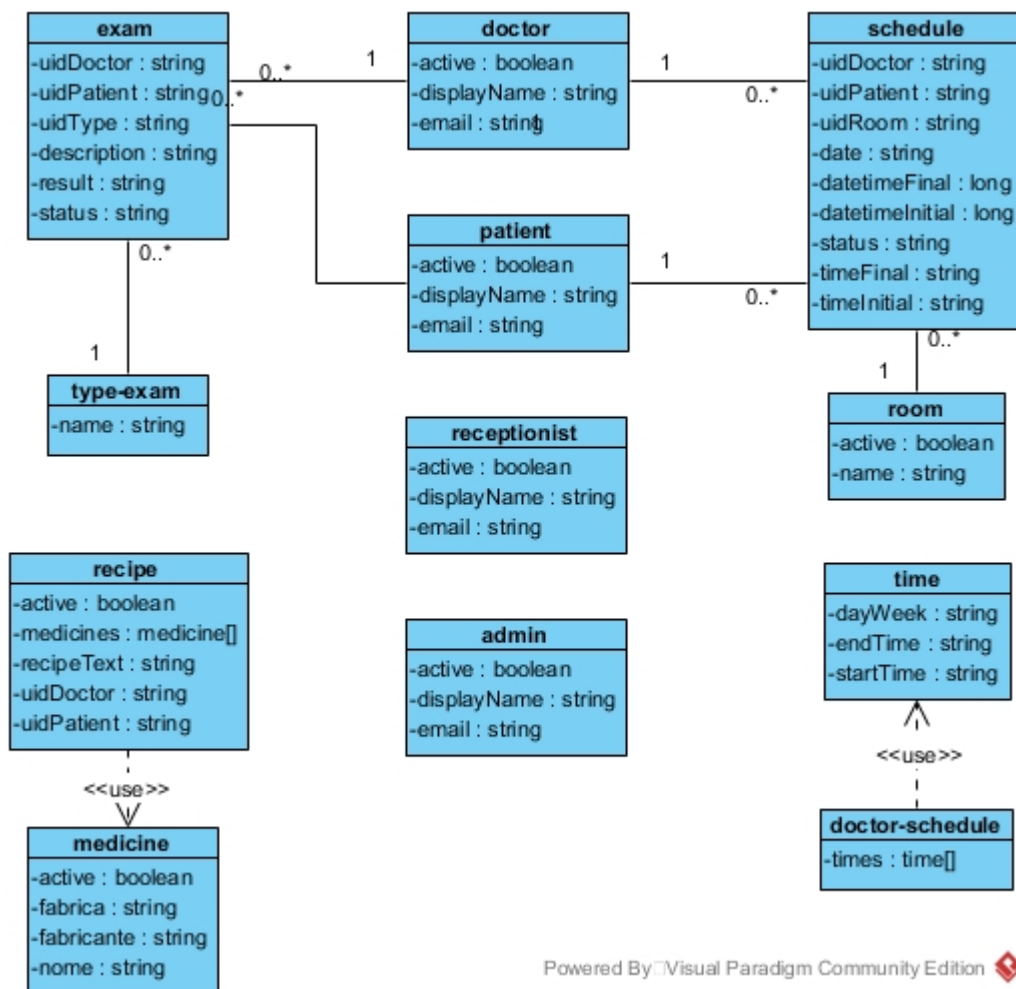 exam
-uidDoctor : string
-uidPatient : string
-uidType : string
-description : string
-result : string
-status : string
0..*
1
0..*
doctor
-active : boolean
-displayName : string
-email : string
1
1
0..*
schedule
-uidDoctor : string
-uidPatient : string
-uidRoom : string
-date : string
-datetimeFinal : long
-datetimeInitial : long
-status : string
-timeFinal : string
-timeInitial : string
patient
-active : boolean
-displayName : string
-email : string
1
0..*
0..*
1
type-exam
-name : string
0..*
1
room
-active : boolean
-name : string
receptionist
-active : boolean
-displayName : string
-email : string
recipe
-active : boolean
-medicines : medicine[]
-recipeText : string
-uidDoctor : string
-uidPatient : string
<<use>>
medicine
-active : boolean
-fabrica : string
-fabricante : string
-nome : string
admin
-active : boolean
-displayName : string
-email : string
time
-dayWeek : string
-endTime : string
-startTime : string
<<use>>
doctor-schedule
-times : time[]
Powered By Visual Paradigm Community Edition